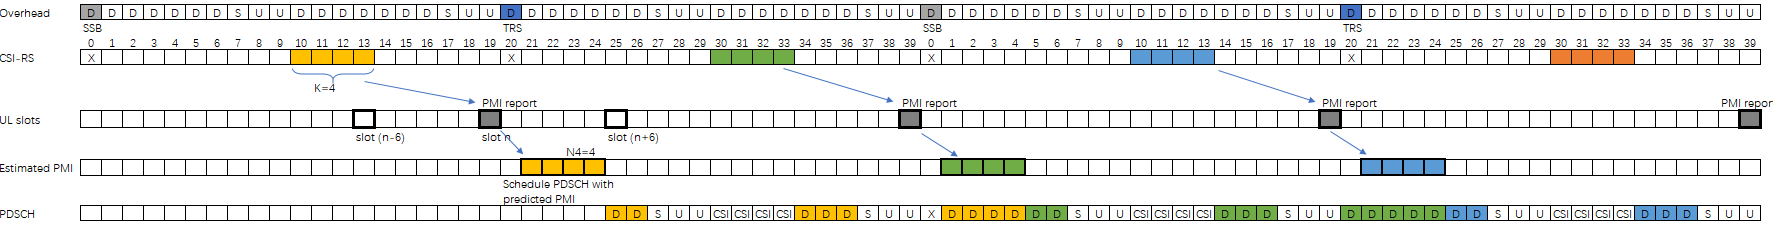 Overhead D D D D D D D S U U D D D D D D D S U U D D D D D D D S U U D D D D D D D S U U D D D D D D D S U U D D D D D D D S U U D D D D D D D S U U D D D D D D D S U U
SSB TRS SSB TRS
0 1 2 3 4 5 6 7 8 9 10 11 12 13 14 15 16 17 18 19 20 21 22 23 24 25 26 27 28 29 30 31 32 33 34 35 36 37 38 39 0 1 2 3 4 5 6 7 8 9 10 11 12 13 14 15 16 17 18 19 20 21 22 23 24 25 26 27 28 29 30 31 32 33 34 35 36 37 38 39
CSI-RS X X X X
K=4
PMI report PMI report PMI report PMI repor
UL slots
slot (n-6) slot n slot (n+6)
N4=4
Estimated PMI
Schedule PDSCH with
predicted PMI
PDSCH D D S U U CSI CSI CSI CSI D D D S U U X D D D D D D S U U CSI CSI CSI CSI D D D S U U D D D D D D D S U U CSI CSI CSI CSI D D D S U U